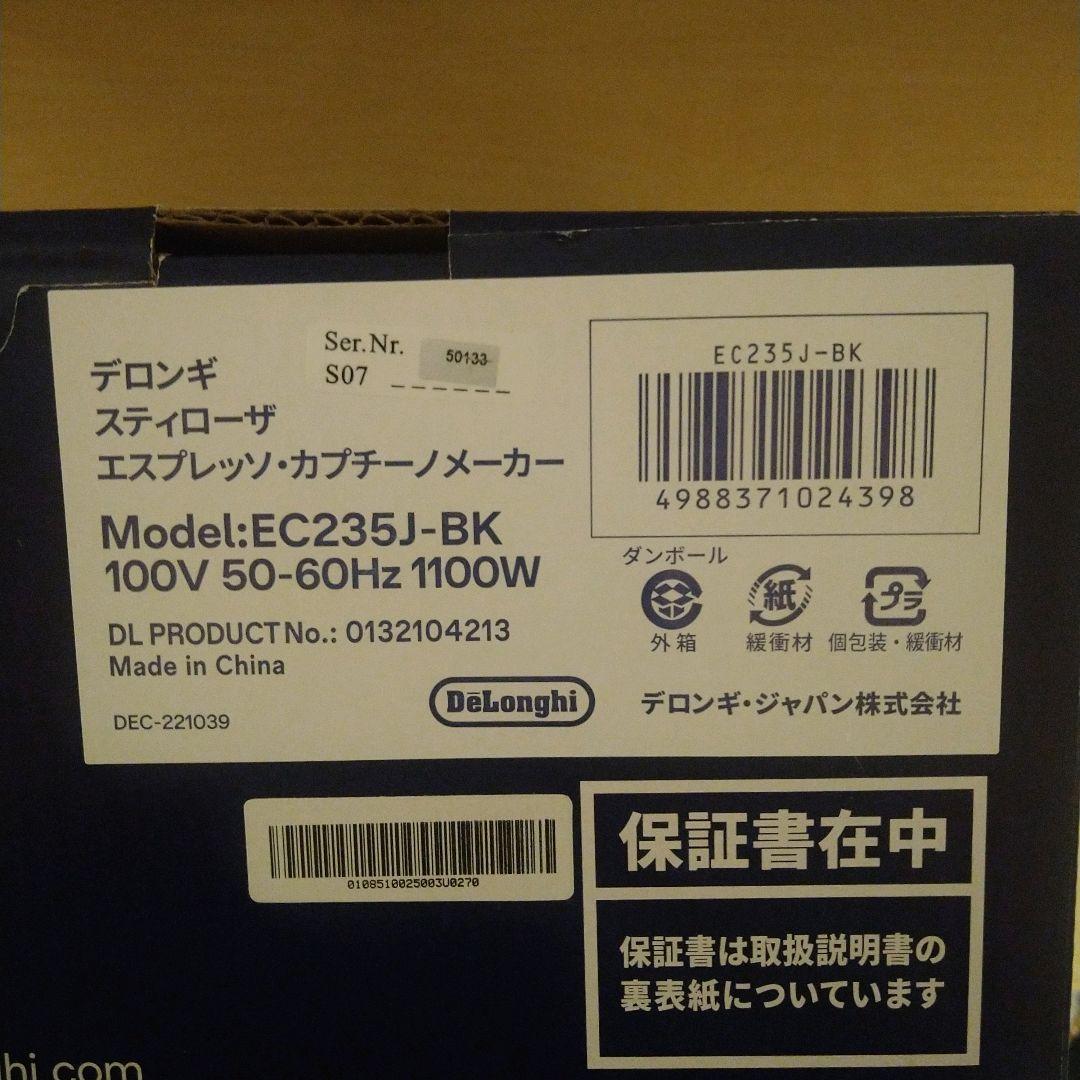 デロンギ
スティローザ
エスプレッソ・カプチーノメーカー
Ser.Nr. 50133
S07
Model:EC235J-BK
100V 50-60Hz 1100W
DL PRODUCT No.: 0132104213
Made in China
DēLonghi
DEC-221039
EC235J-BK
4988371024398
ダンボール
紙
プラ
外箱
緩衝材
個包装・緩衝材
デロンギ・ジャパン株式会社
0108510025003U0270
保証書在中
保証書は取扱説明書の
裏表紙についています
hi.com